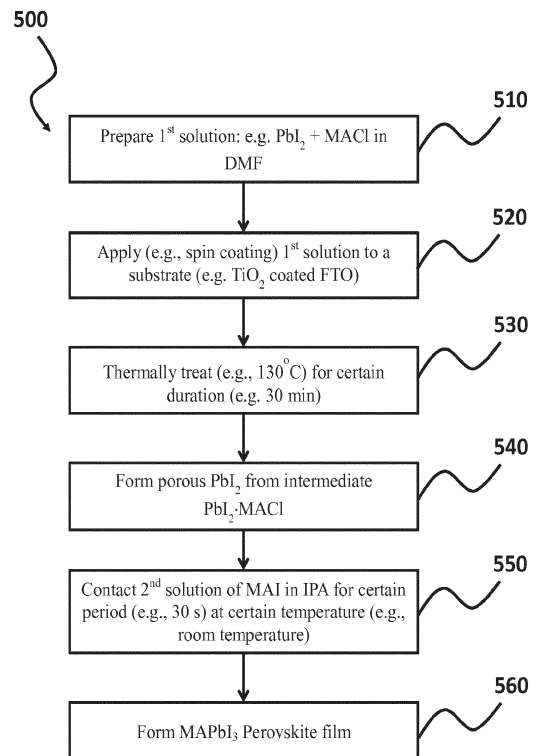 500
510
Prepare 1st solution: e.g. PbI2 + MACl in
DMF
520
Apply (e.g., spin coating) 1st solution to a
substrate (e.g. TiO2 coated FTO)
530
Thermally treat (e.g., 130°C) for certain
duration (e.g. 30 min)
540
Form porous PbI2 from intermediate
PbI2·MACl
550
Contact 2nd solution of MAI in IPA for certain
period (e.g., 30 s) at certain temperature (e.g.,
room temperature)
560
Form MAPbI3 Perovskite film